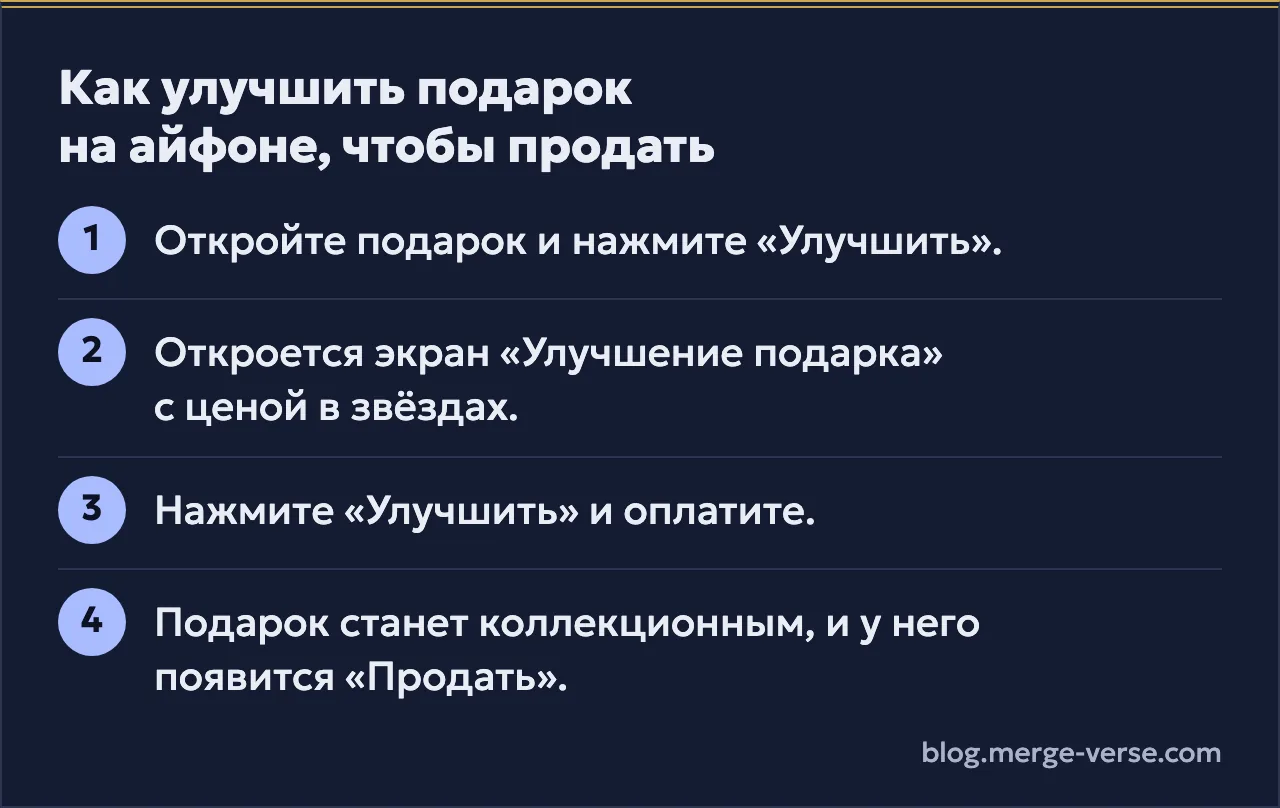 Как улучшить подарок
на айфоне, чтобы продать
1
Откройте подарок и нажмите «Улучшить».
2
Откроется экран «Улучшение подарка»
с ценой в звёздах.
3
Нажмите «Улучшить» и оплатите.
4
Подарок станет коллекционным, и у него
появится «Продать».
blog.merge-verse.com